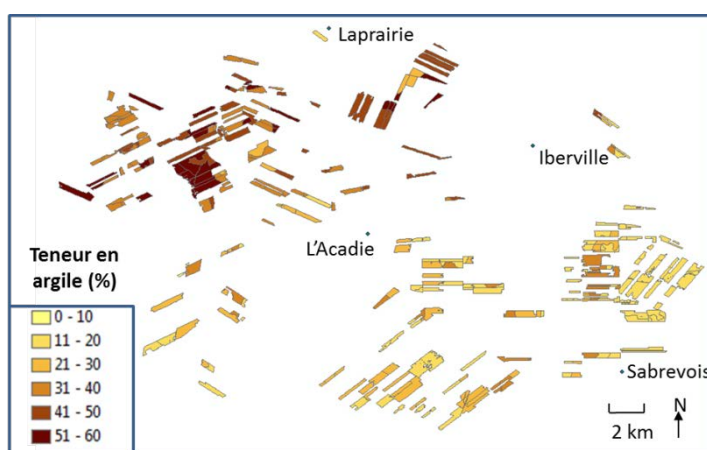 Laprairie
Iberville
L'Acadie
Teneur en
argile (%)
0 - 10
11 - 20
21 - 30
31 - 40
41 - 50
51 - 60
Sabrevois
N
2 km